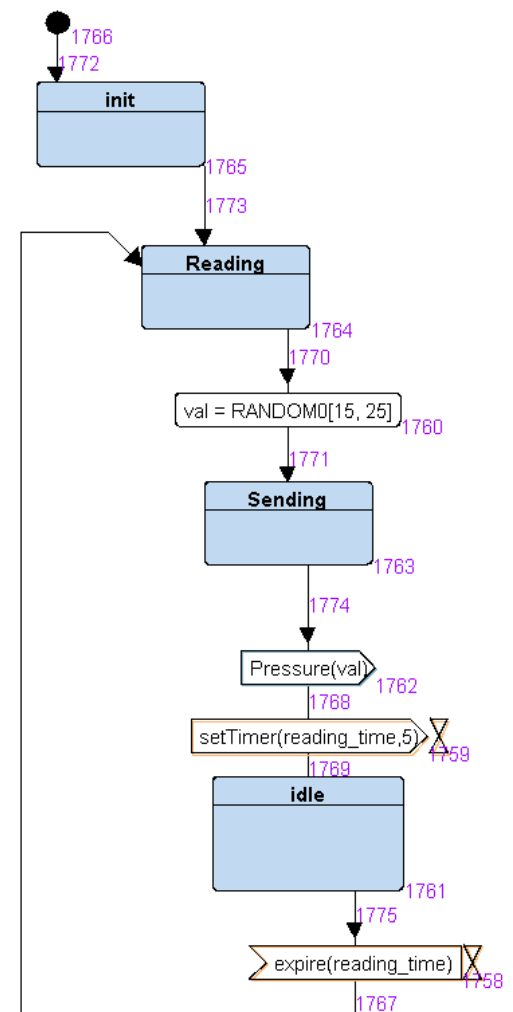 1766
1772
init
1765
1773
Reading
1764
1770
val = RANDOM0[15, 25]
1760
1771
Sending
1763
1774
Pressure(val)
1762
1768
setTimer(reading_time,5)
1759
1769
idle
1761
1775
expire(reading_time)
1758
1767